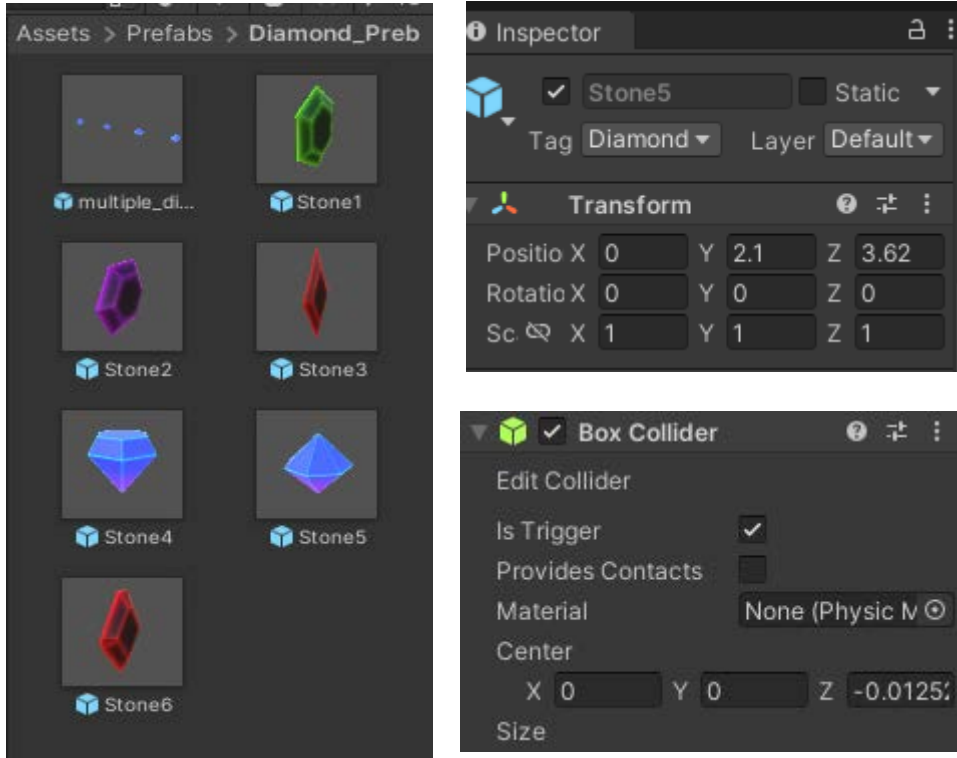 Assets > Prefabs > Diamond_Preb
multiple_di...
Stone1
Stone2
Stone3
Stone4
Stone5
Stone6
Inspector
Stone5
Static
Tag Diamond Layer Default
Transform
Positio X 0 Y 2.1 Z 3.62
Rotatio X 0 Y 0 Z 0
Sc X 1 Y 1 Z 1
Box Collider
Edit Collider
Is Trigger
Provides Contacts
Material None (Physic M
Center
X 0 Y 0 Z -0.0125
Size